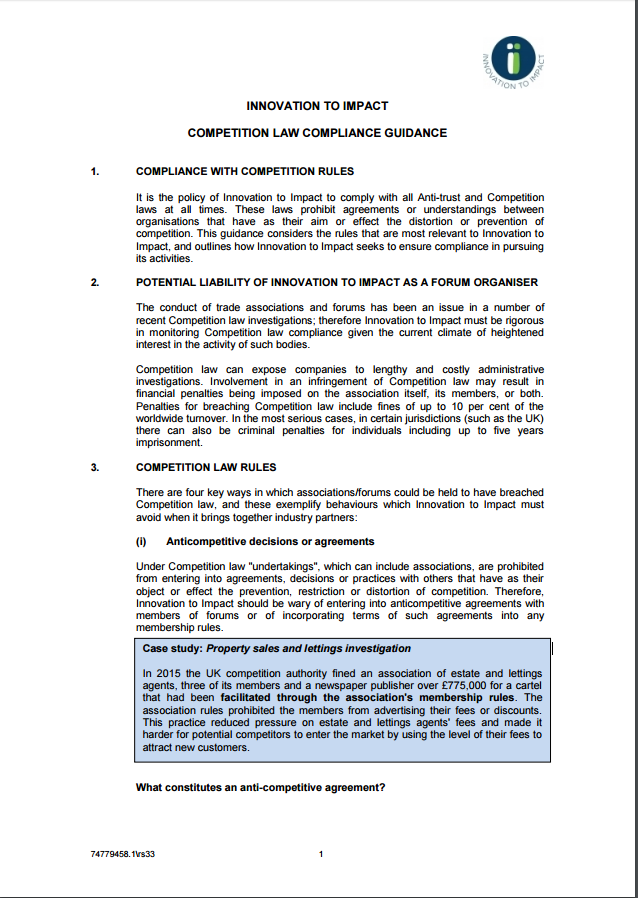 INNOVATION TO IMPACT
INNOVATION TO IMPACT
COMPETITION LAW COMPLIANCE GUIDANCE
1. COMPLIANCE WITH COMPETITION RULES
It is the policy of Innovation to Impact to comply with all Anti-trust and Competition
laws at all times. These laws prohibit agreements or understandings between
organisations that have as their aim or effect the distortion or prevention of
competition. This guidance considers the rules that are most relevant to Innovation to
Impact, and outlines how Innovation to Impact seeks to ensure compliance in pursuing
its activities.
2. POTENTIAL LIABILITY OF INNOVATION TO IMPACT AS A FORUM ORGANISER
The conduct of trade associations and forums has been an issue in a number of
recent Competition law investigations; therefore Innovation to Impact must be rigorous
in monitoring Competition law compliance given the current climate of heightened
interest in the activity of such bodies.
Competition law can expose companies to lengthy and costly administrative
investigations. Involvement in an infringement of Competition law may result in
financial penalties being imposed on the association itself, its members, or both.
Penalties for breaching Competition law include fines of up to 10 per cent of the
worldwide turnover. In the most serious cases, in certain jurisdictions (such as the UK)
there can also be criminal penalties for individuals including up to five years
imprisonment.
3. COMPETITION LAW RULES
There are four key ways in which associations/forums could be held to have breached
Competition law, and these exemplify behaviours which Innovation to Impact must
avoid when it brings together industry partners:
(i) Anticompetitive decisions or agreements
Under Competition law "undertakings", which can include associations, are prohibited
from entering into agreements, decisions or practices with others that have as their
object or effect the prevention, restriction or distortion of competition. Therefore,
Innovation to Impact should be wary of entering into anticompetitive agreements with
members of forums or of incorporating terms of such agreements into any
membership rules.
Case study: Property sales and lettings investigation
In 2015 the UK competition authority fined an association of estate and lettings
agents, three of its members and a newspaper publisher over £775,000 for a cartel
that had been facilitated through the association's membership rules. The
association rules prohibited the members from advertising their fees or discounts.
This practice reduced pressure on estate and lettings agents' fees and made it
harder for potential competitors to enter the market by using the level of their fees to
attract new customers.
What constitutes an anti-competitive agreement?
74779458.1\rs33 1